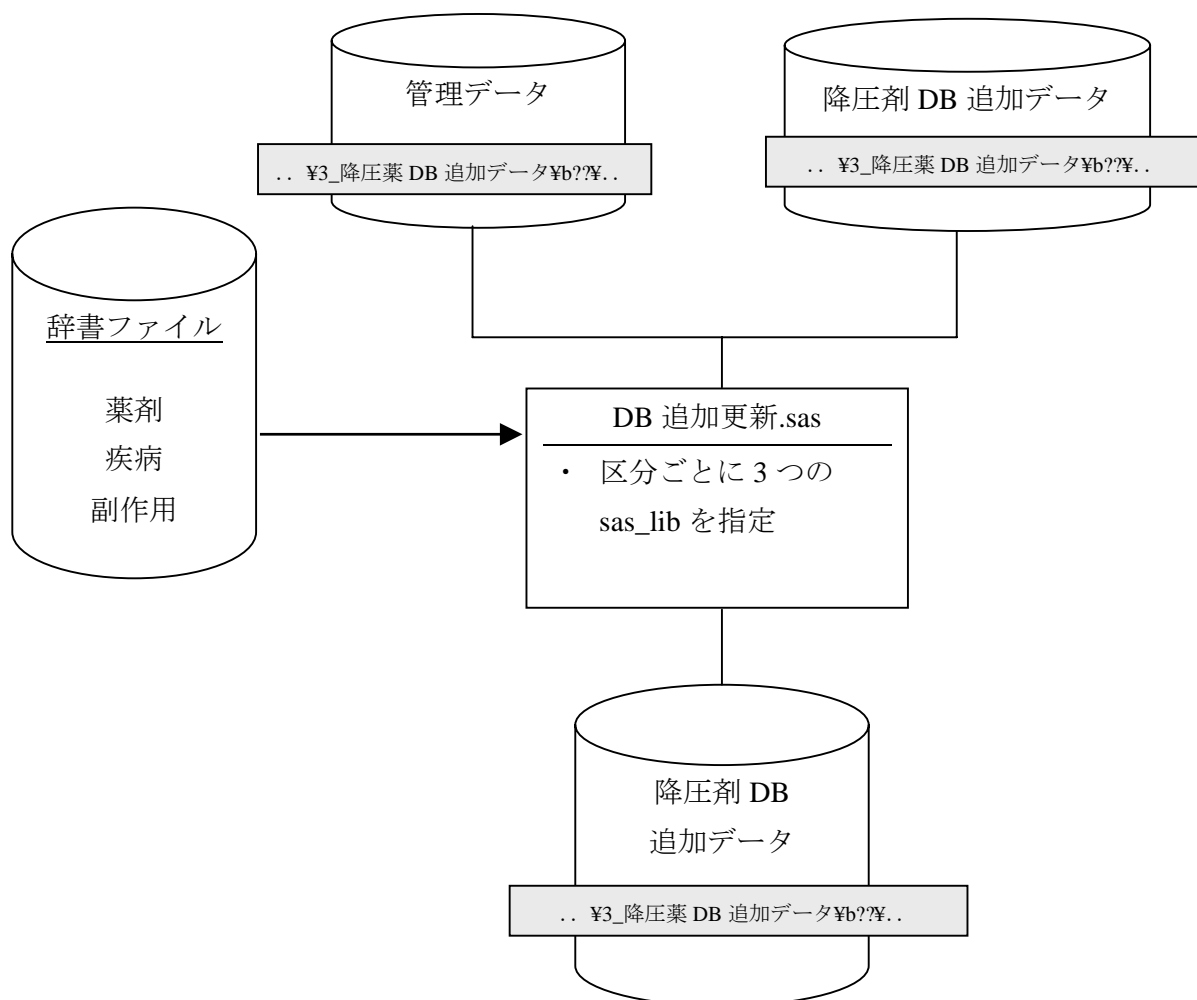 管理データ
.. ¥3_降圧薬 DB 追加データ¥b??¥..
降圧剤 DB 追加データ
.. ¥3_降圧薬 DB 追加データ¥b??¥..
辞書ファイル
薬剤
疾病
副作用
DB 追加更新.sas
・ 区分ごとに 3 つの
sas_lib を指定
降圧剤 DB
追加データ
.. ¥3_降圧薬 DB 追加データ¥b??¥..